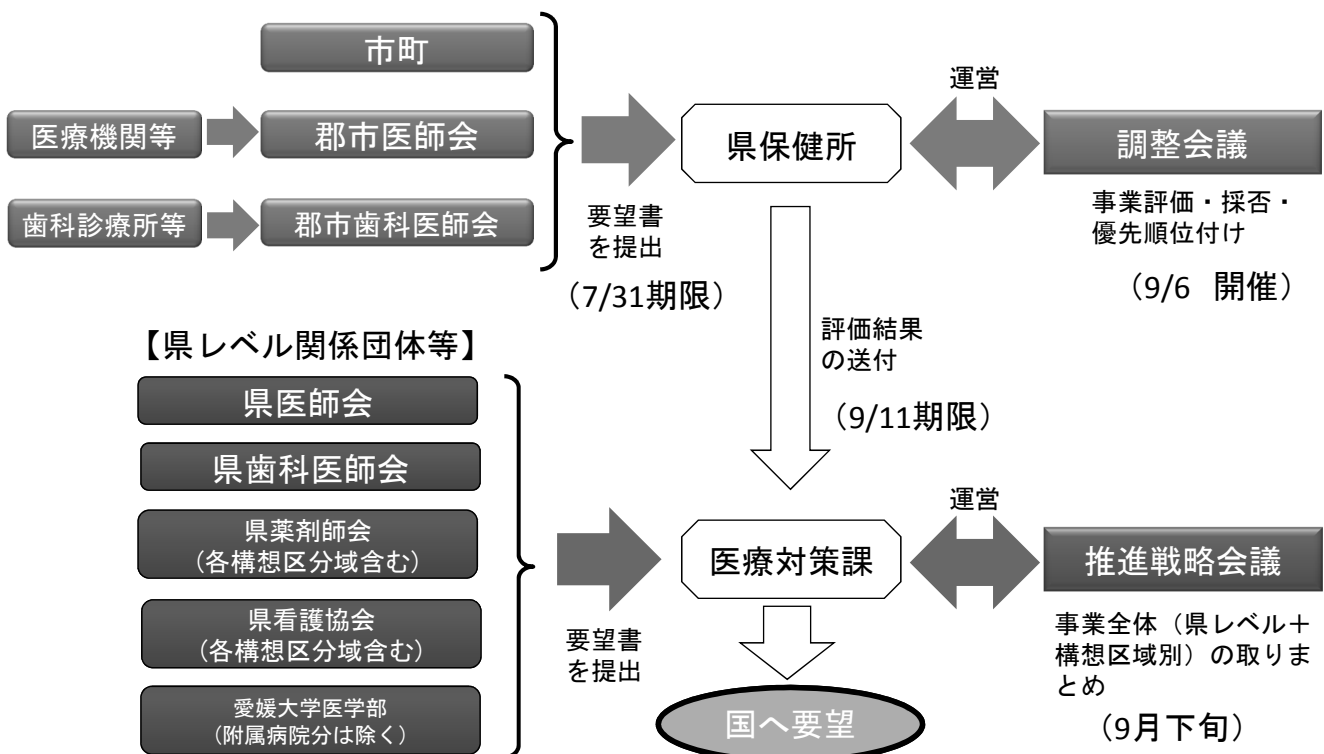 市町
医療機関等
郡市医師会
歯科診療所等
郡市歯科医師会
要望書
を提出
（7/31期限）
県保健所
運営
調整会議
事業評価・採否・
優先順位付け
（9/6 開催）
評価結果
の送付
（9/11期限）
【県レベル関係団体等】
県医師会
県歯科医師会
県薬剤師会
（各構想区分域含む）
県看護協会
（各構想区分域含む）
愛媛大学医学部
（附属病院分は除く）
要望書
を提出
医療対策課
運営
推進戦略会議
事業全体（県レベル＋
構想区域別）の取りま
とめ
（9月下旬）
国へ要望